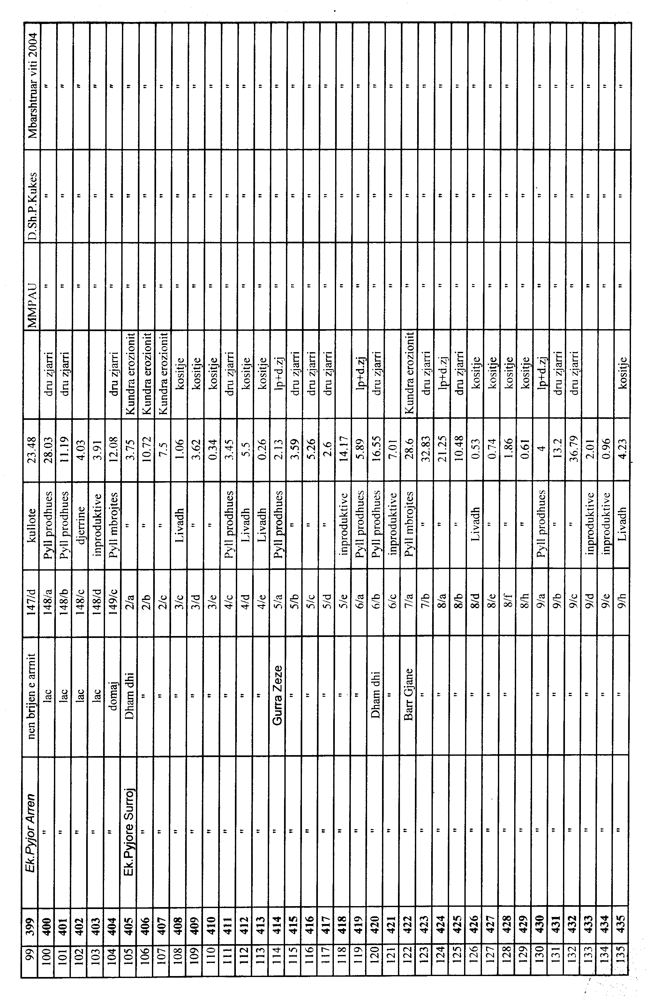 99 399 Ek.Pyjor Arren nen brijen e arrnit 147/d kullote 23.48 MMPAU D.Sh.P.Kukes Mbarshtruar viti 2004
100 400 " lac 148/a Pyll prodhues 28.03 dru zjarri " " "
101 401 " lac 148/b Pyll prodhues 11.19 dru zjarri " " "
102 402 " lac 148/c djerrine 4.03 " " "
103 403 " lac 148/d inproduktive 3.91 " " "
104 404 " domaj 149/c Pyll mbrojtes 12.08 dru zjarri " " "
105 405 Ek.Pyjore Surroj Dham dhi 2/a " 3.75 Kundra erozionit " " "
106 406 " " 2/b " 10.72 Kundra erozionit " " "
107 407 " " 2/c " 7.5 Kundra erozionit " " "
108 408 " " 3/c Livadh 1.06 kositje " " "
109 409 " " 3/d " 3.62 kositje " " "
110 410 " " 3/e " 0.34 kositje " " "
111 411 " " 4/c Pyll prodhues 3.45 dru zjarri " " "
112 412 " " 4/d Livadh 5.5 kositje " " "
113 413 " " 4/e Livadh 0.26 kositje " " "
114 414 " Gurra Zeze 5/a Pyll prodhues 2.13 lp+d.zj " " "
115 415 " " 5/b " 3.59 dru zjarri " " "
116 416 " " 5/c " 5.26 dru zjarri " " "
117 417 " " 5/d " 2.6 dru zjarri " " "
118 418 " " 5/e inproduktive 14.17 " " "
119 419 " " 6/a Pyll prodhues 5.89 lp+d.zj " " "
120 420 " Dham dhi 6/b Pyll prodhues 16.55 dru zjarri " " "
121 421 " " 6/c inproduktive 7.01 " " "
122 422 " Barr Gjane 7/a Pyll mbrojtes 28.6 Kundra erozionit " " "
123 423 " " 7/b " 32.83 dru zjarri " " "
124 424 " " 8/a " 21.25 lp+d.zj " " "
125 425 " " 8/b " 10.48 dru zjarri " " "
126 426 " " 8/d Livadh 0.53 kositje " " "
127 427 " " 8/e " 0.74 kositje " " "
128 428 " " 8/f " 1.86 kositje " " "
129 429 " 8/h " 0.61 kositje " "
130 430 " " 9/a Pyll prodhues 4 lp+d.zj " " "
131 431 " " 9/b " 13.2 dru zjarri " " "
132 432 " " 9/c " 36.79 dru zjarri " " "
133 433 " " 9/d inproduktive 2.01 " " "
134 434 " " 9/e inproduktive 0.96 " " "
135 435 " " 9/h Livadh 4.23 kositje " " "